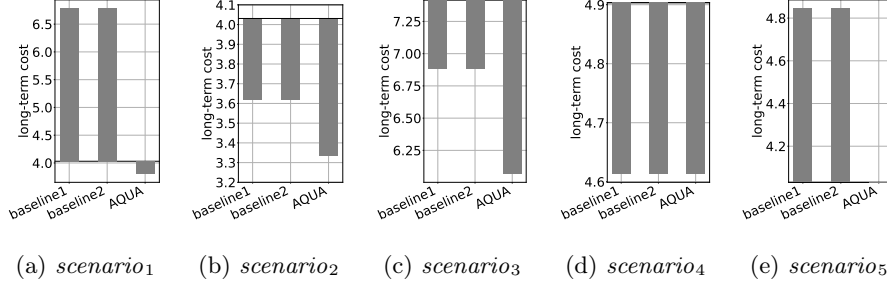 long-term cost
6.5
6.0
5.5
5.0
4.5
4.0
baseline1
baseline2
AQUA
(a) scenario1
long-term cost
4.1
4.0
3.9
3.8
3.7
3.6
3.5
3.4
3.3
3.2
baseline1
baseline2
AQUA
(b) scenario2
long-term cost
7.25
7.00
6.75
6.50
6.25
baseline1
baseline2
AQUA
(c) scenario3
long-term cost
4.9
4.8
4.7
4.6
baseline1
baseline2
AQUA
(d) scenario4
long-term cost
4.8
4.6
4.4
4.2
baseline1
baseline2
AQUA
(e) scenario5